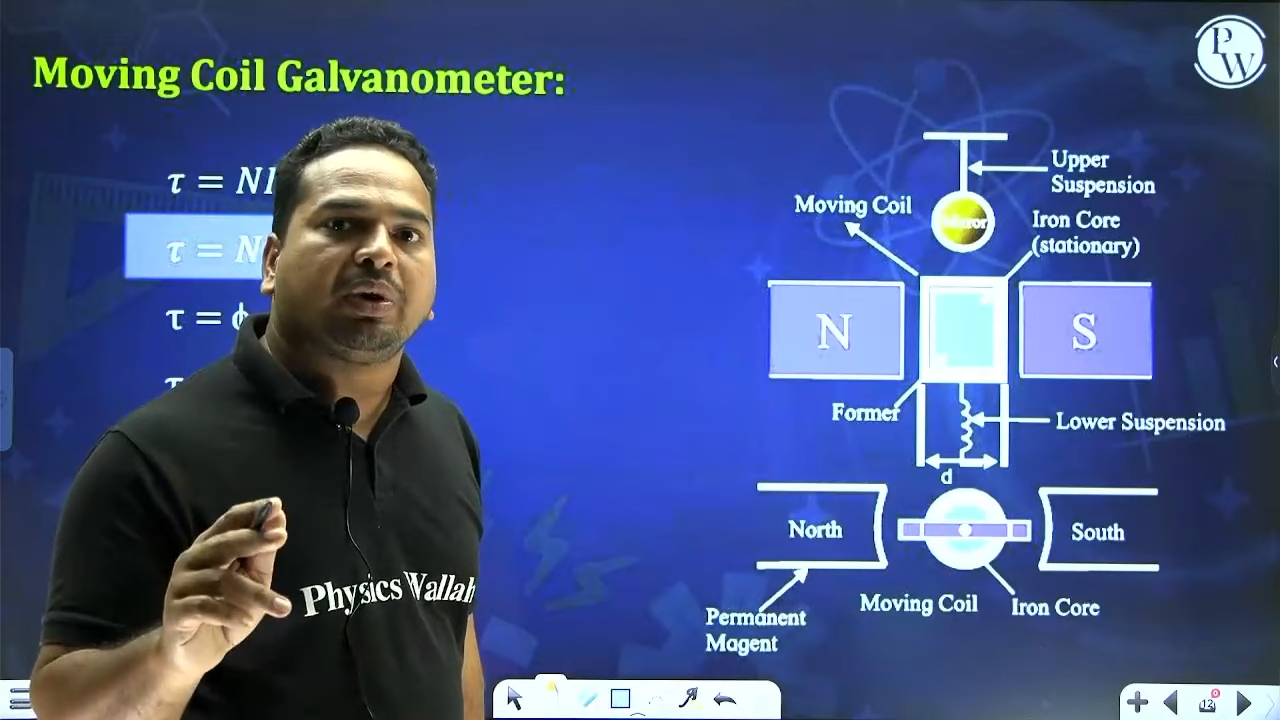 Moving Coil Galvanometer:
PW
τ = NI
τ = N
τ = ϕ
Upper
Suspension
Moving Coil
Iron Core
(stationary)
N
S
Former
Lower Suspension
d
North
South
Moving Coil
Iron Core
Permanent
Magent
Physics Wallah
12